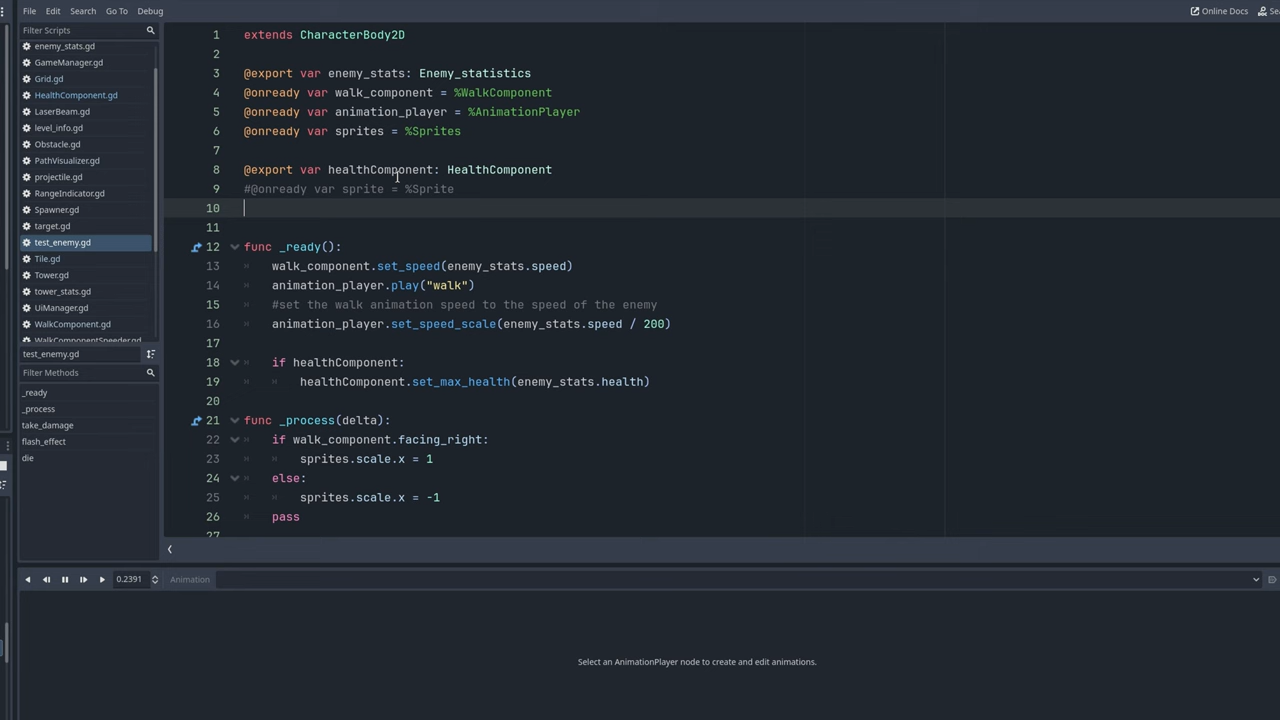 File Edit Search Go To Debug
Online Docs
Filter Scripts
enemy_stats.gd
GameManager.gd
Grid.gd
HealthComponent.gd
LaserBeam.gd
level_info.gd
Obstacle.gd
PathVisualizer.gd
projectile.gd
RangeIndicator.gd
Spawner.gd
target.gd
test_enemy.gd
Tile.gd
Tower.gd
tower_stats.gd
UiManager.gd
WalkComponent.gd
WalkComponentSpeeder.gd
test_enemy.gd
Filter Methods
_ready
_process
take_damage
flash_effect
die
1 extends CharacterBody2D
2
3 @export var enemy_stats: Enemy_statistics
4 @onready var walk_component = %WalkComponent
5 @onready var animation_player = %AnimationPlayer
6 @onready var sprites = %Sprites
7
8 @export var healthComponent: HealthComponent
9 #@onready var sprite = %Sprite
10
11
12 func _ready():
13 walk_component.set_speed(enemy_stats.speed)
14 animation_player.play("walk")
15 #set the walk animation speed to the speed of the enemy
16 animation_player.set_speed_scale(enemy_stats.speed / 200)
17
18 if healthComponent:
19 healthComponent.set_max_health(enemy_stats.health)
20
21 func _process(delta):
22 if walk_component.facing_right:
23 sprites.scale.x = 1
24 else:
25 sprites.scale.x = -1
26 pass
27
0.2391 Animation
Select an AnimationPlayer node to create and edit animations.